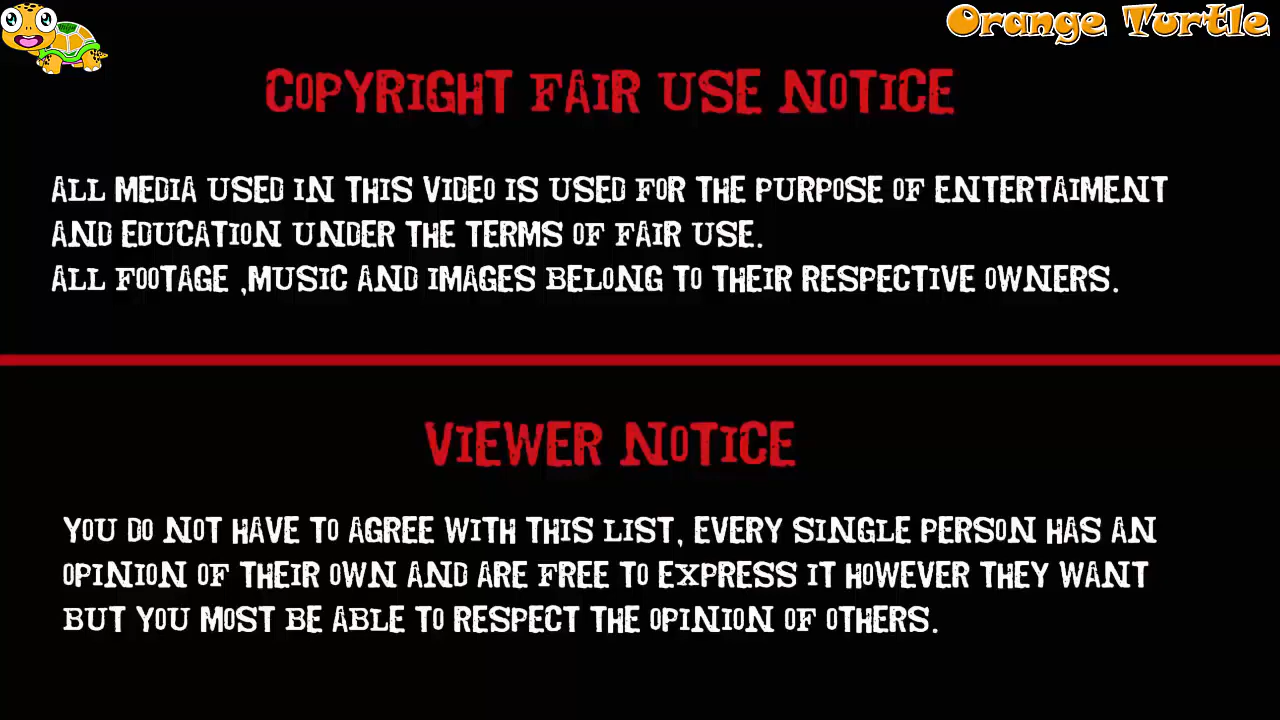 Orange Turtle
COPYRIGHT FAIR USE NOTICE
ALL MEDIA USED IN THIS VIDEO IS USED FOR THE PURPOSE OF ENTERTAIMENT
AND EDUCATION UNDER THE TERMS OF FAIR USE.
ALL FOOTAGE ,MUSIC AND IMAGES BELONG TO THEIR RESPECTIVE OWNERS.
VIEWER NOTICE
YOU DO NOT HAVE TO AGREE WITH THIS LIST, EVERY SINGLE PERSON HAS AN
OPINION OF THEIR OWN AND ARE FREE TO EXPRESS IT HOWEVER THEY WANT
BUT YOU MOST BE ABLE TO RESPECT THE OPINION OF OTHERS.